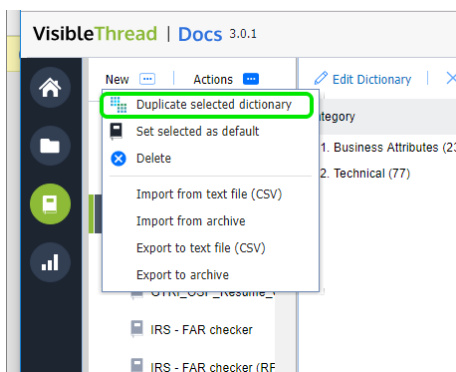 VisibleThread | Docs 3.0.1
New Actions Edit Dictionary
Duplicate selected dictionary
Set selected as default
Delete
Import from text file (CSV)
Import from archive
Export to text file (CSV)
Export to archive
tegory
1. Business Attributes (23
2. Technical (77)
IRS - FAR checker
IRS - FAR checker (RF